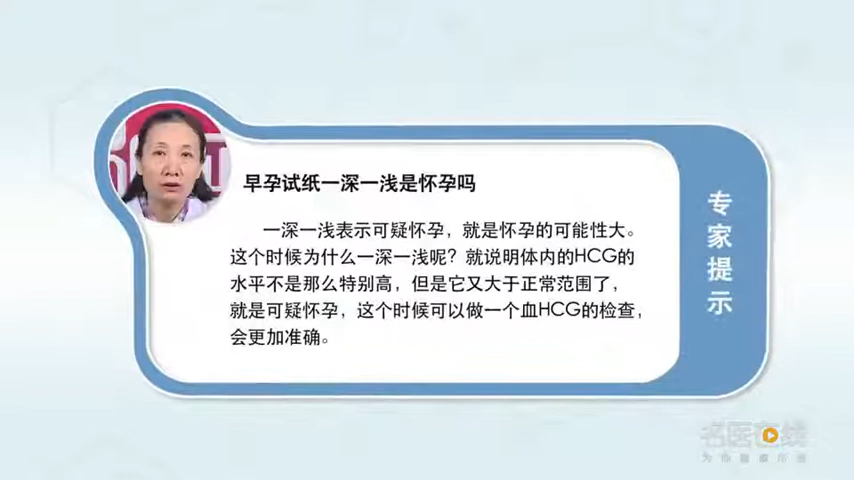 早孕试纸一深一浅是怀孕吗
一深一浅表示可疑怀孕，就是怀孕的可能性大。
这个时候为什么一深一浅呢？就说明体内的HCG的
水平不是那么特别高，但是它又大于正常范围了，
就是可疑怀孕，这个时候可以做一个血HCG的检查，
会更加准确。
专家提示
名医在线